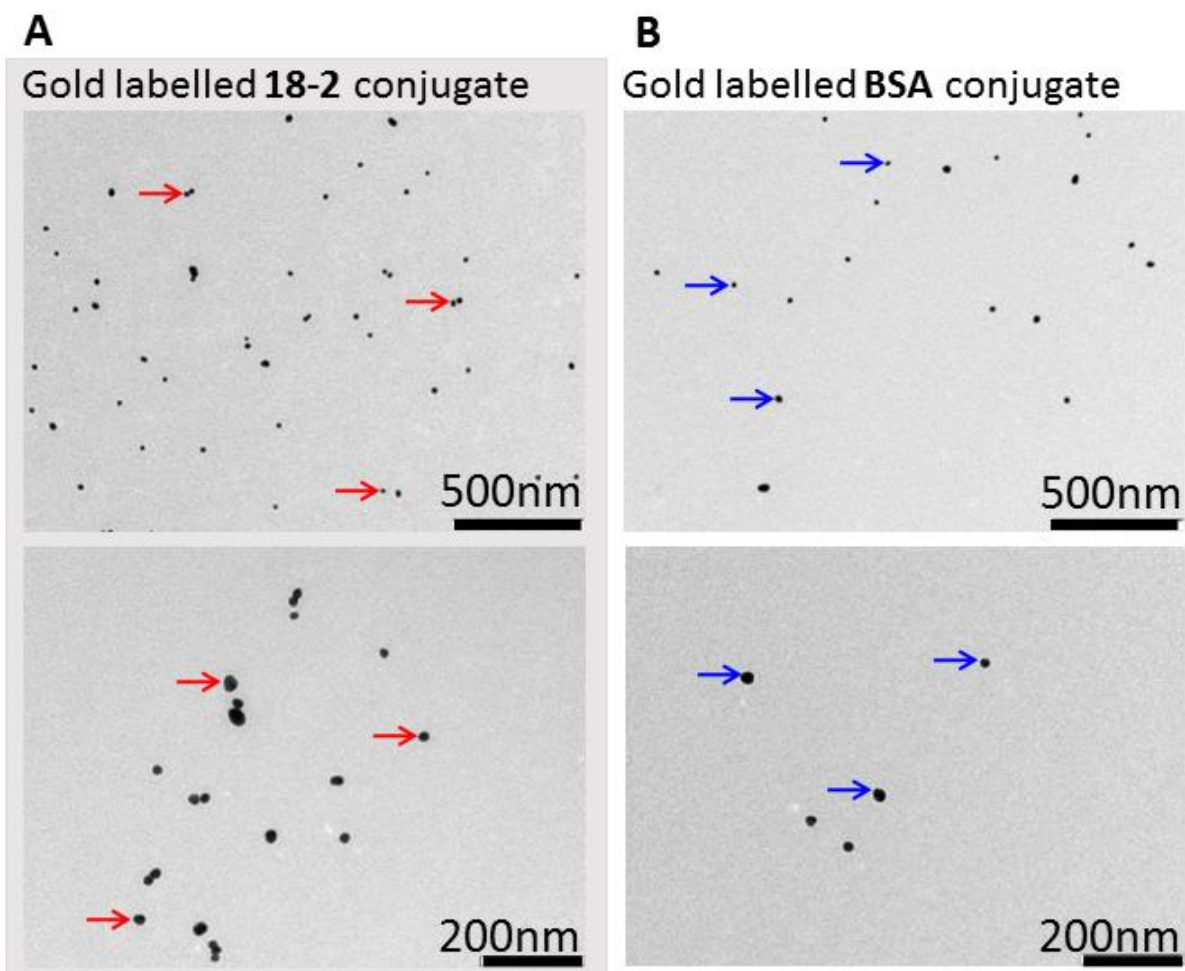 A
Gold labelled 18-2 conjugate
500nm
200nm
B
Gold labelled BSA conjugate
500nm
200nm